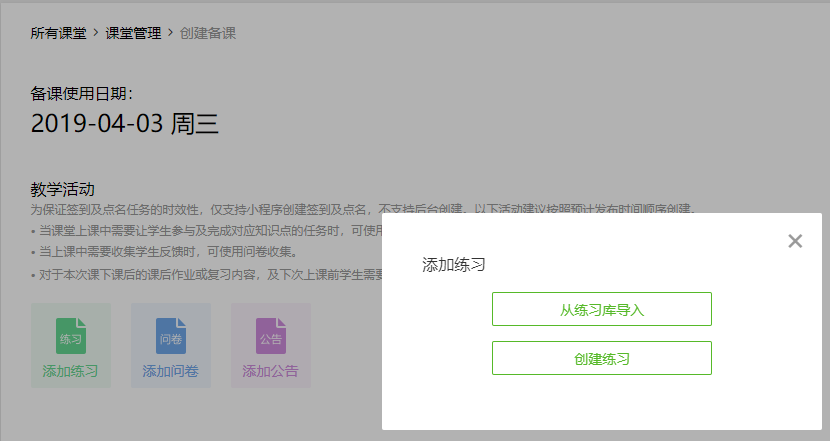 所有课堂 > 课堂管理 > 创建备课
备课使用日期：
2019-04-03 周三
教学活动
为保证签到及点名任务的时效性，仅支持小程序创建签到及点名，不支持后台创建。以下活动建议按照预计发布时间顺序创建。
• 当课堂上课中需要让学生参与及完成对应知识点的任务时，可使用
• 当上课中需要收集学生反馈时，可使用问卷收集。
• 对于本次课下课后的课后作业或复习内容，及下次上课前学生需要
练习
添加练习
问卷
添加问卷
公告
添加公告
添加练习
从练习库导入
创建练习